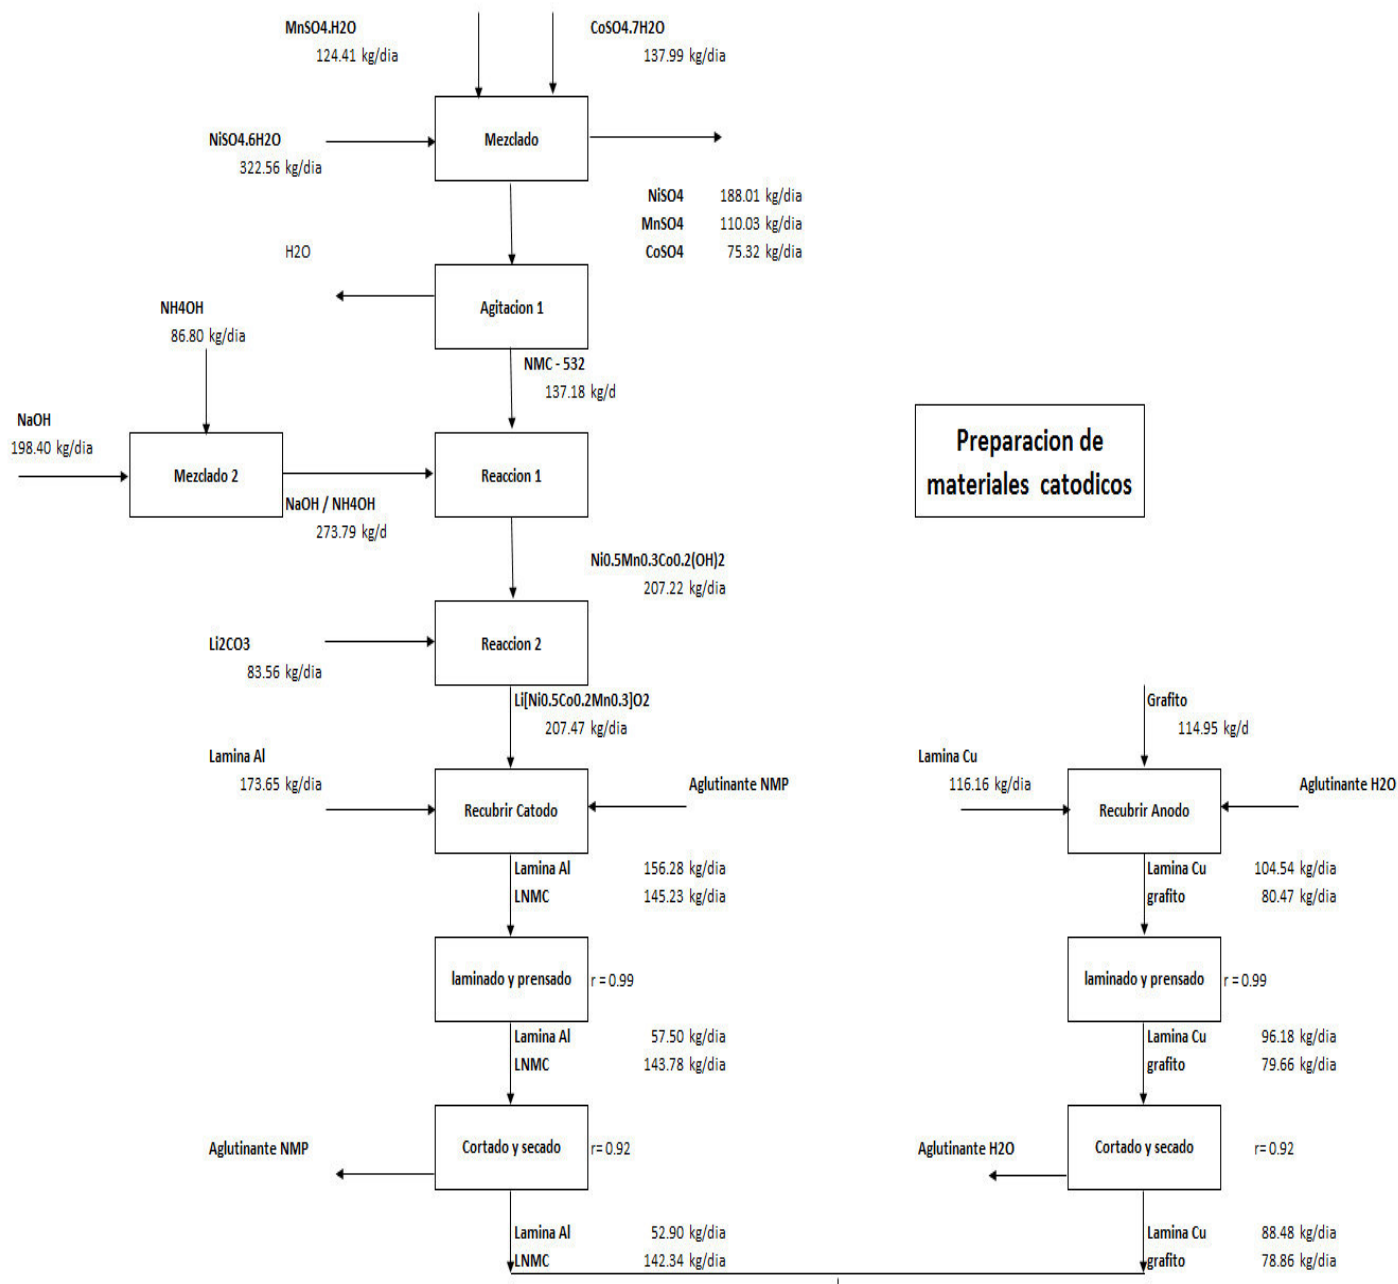 MnSO4.H2O
124.41 kg/dia
CoSO4.7H2O
137.99 kg/dia
Mezclado
NiSO4.6H2O
322.56 kg/dia
NiSO4 188.01 kg/dia
MnSO4 110.03 kg/dia
CoSO4 75.32 kg/dia
H2O
Agitacion 1
NH4OH
86.80 kg/dia
NMC - 532
137.18 kg/d
NaOH
198.40 kg/dia
Mezclado 2
Reaccion 1
NaOH / NH4OH
273.79 kg/d
Preparacion de
materiales catodicos
Ni0.5Mn0.3Co0.2(OH)2
207.22 kg/dia
Li2CO3
83.56 kg/dia
Reaccion 2
Li[Ni0.5Co0.2Mn0.3]O2
207.47 kg/dia
Grafito
114.95 kg/d
Lamina Al
173.65 kg/dia
Recubrir Catodo
Aglutinante NMP
Lamina Cu
116.16 kg/dia
Recubrir Anodo
Aglutinante H2O
Lamina Al 156.28 kg/dia
LNMC 145.23 kg/dia
Lamina Cu 104.54 kg/dia
grafito 80.47 kg/dia
laminado y prensado r = 0.99
laminado y prensado r = 0.99
Lamina Al 57.50 kg/dia
LNMC 143.78 kg/dia
Lamina Cu 96.18 kg/dia
grafito 79.66 kg/dia
Aglutinante NMP
Cortado y secado r= 0.92
Aglutinante H2O
Cortado y secado r= 0.92
Lamina Al 52.90 kg/dia
LNMC 142.34 kg/dia
Lamina Cu 88.48 kg/dia
grafito 78.86 kg/dia